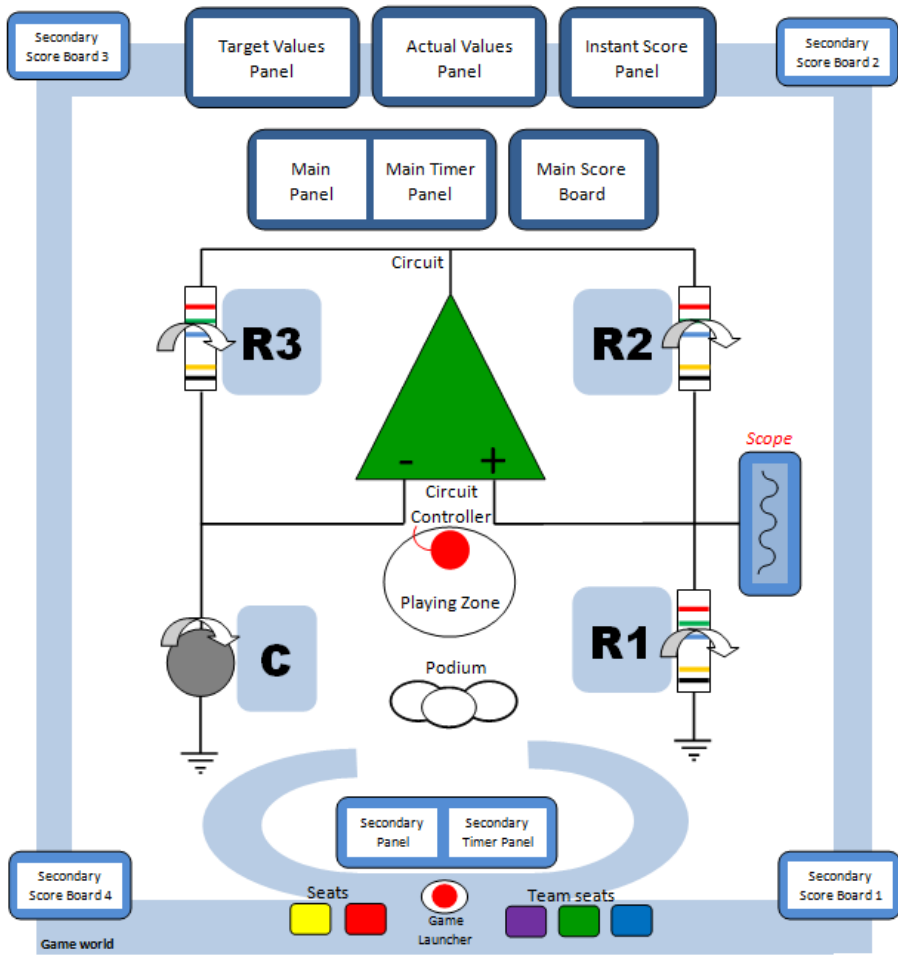 Secondary
Score Board 3
Target Values
Panel
Actual Values
Panel
Instant Score
Panel
Secondary
Score Board 2
Main
Panel
Main Timer
Panel
Main Score
Board
Circuit
R3
R2
Scope
-
+
Circuit
Controller
Playing Zone
C
R1
Podium
Secondary
Panel
Secondary
Timer Panel
Secondary
Score Board 4
Secondary
Score Board 1
Seats
Game
Launcher
Team seats
Game world